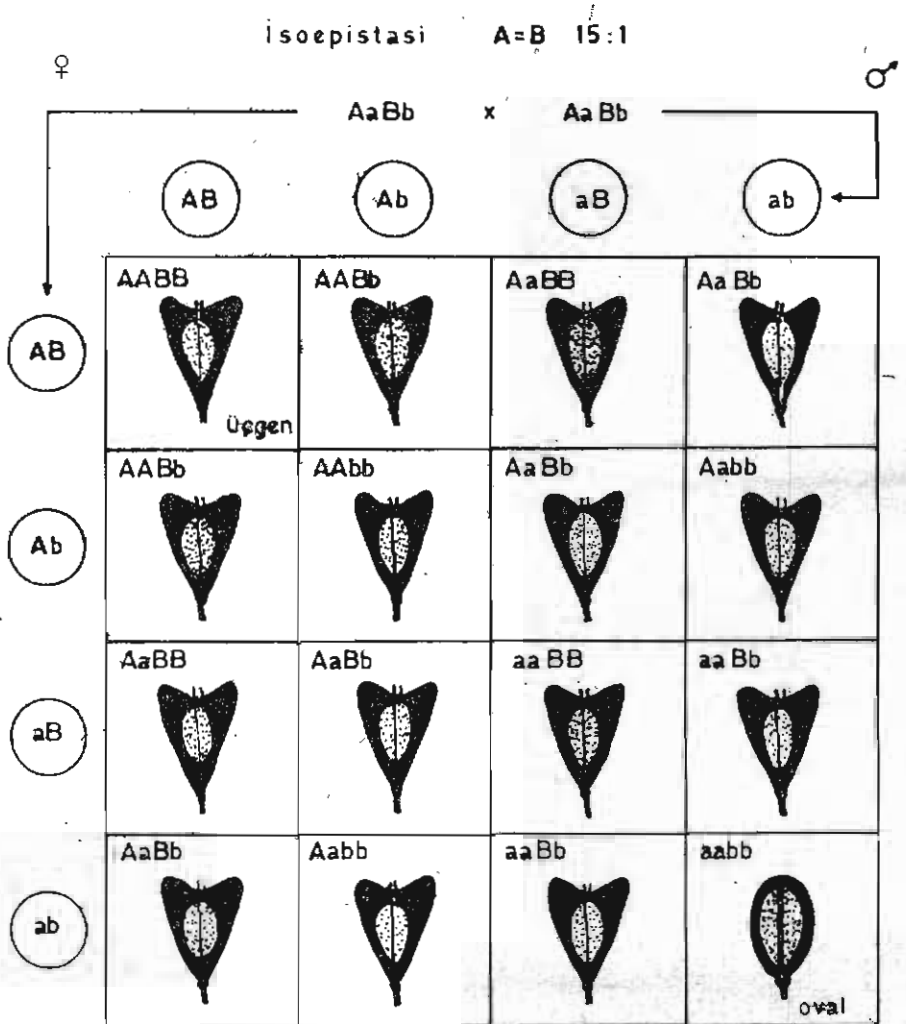 İsoepistasi A=B 15:1
♀ ♂
AaBb x AaBb
AB Ab aB ab
AABB AABb AaBB AaBb
AB
üçgen
AABb AAbb AaBb Aabb
Ab
AaBB AaBb aaBB aaBb
aB
AaBb Aabb aaBb aabb
ab
oval